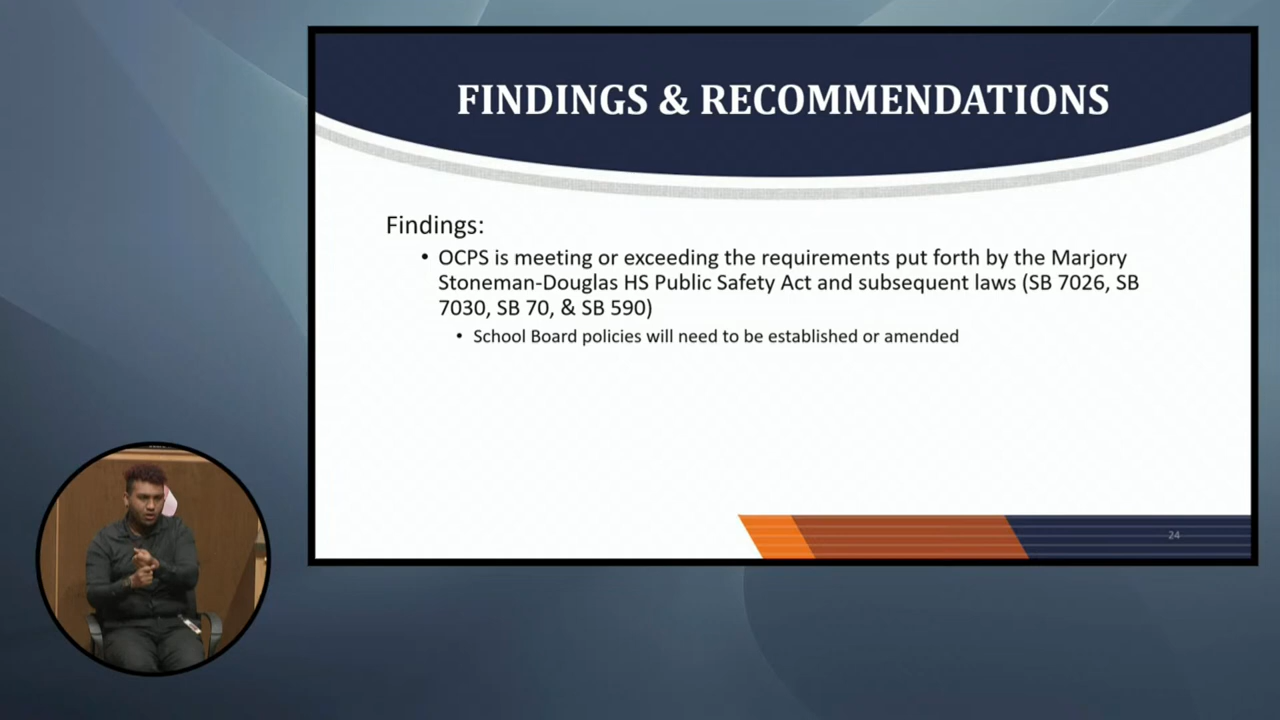 FINDINGS & RECOMMENDATIONS
Findings:
• OCPS is meeting or exceeding the requirements put forth by the Marjory
Stoneman-Douglas HS Public Safety Act and subsequent laws (SB 7026, SB
7030, SB 70, & SB 590)
• School Board policies will need to be established or amended
24